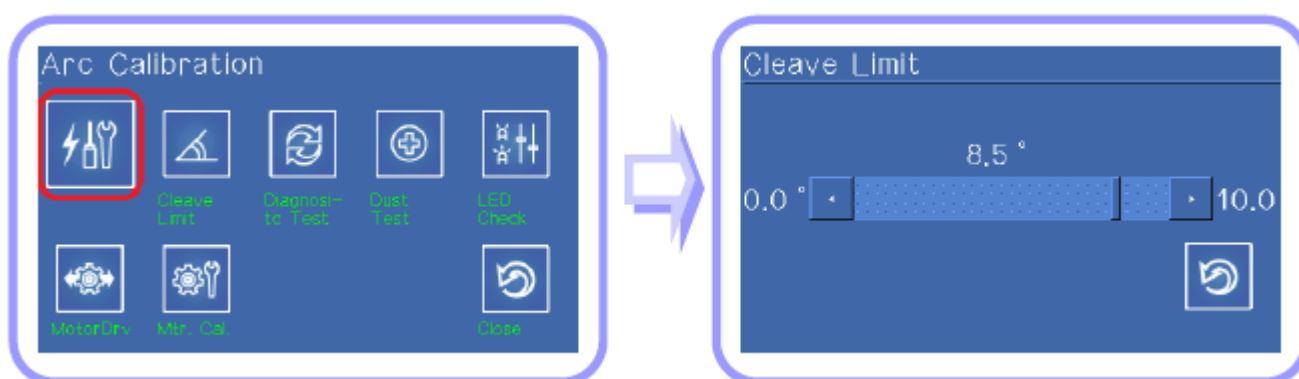 Arc Calibration
Cleave
Limit
Diagnosi-
tc Test
Dust
Test
LED
Check
MotorDrv
Mtr. Cal.
Close
Cleave Limit
8.5 °
0.0 °
10.0